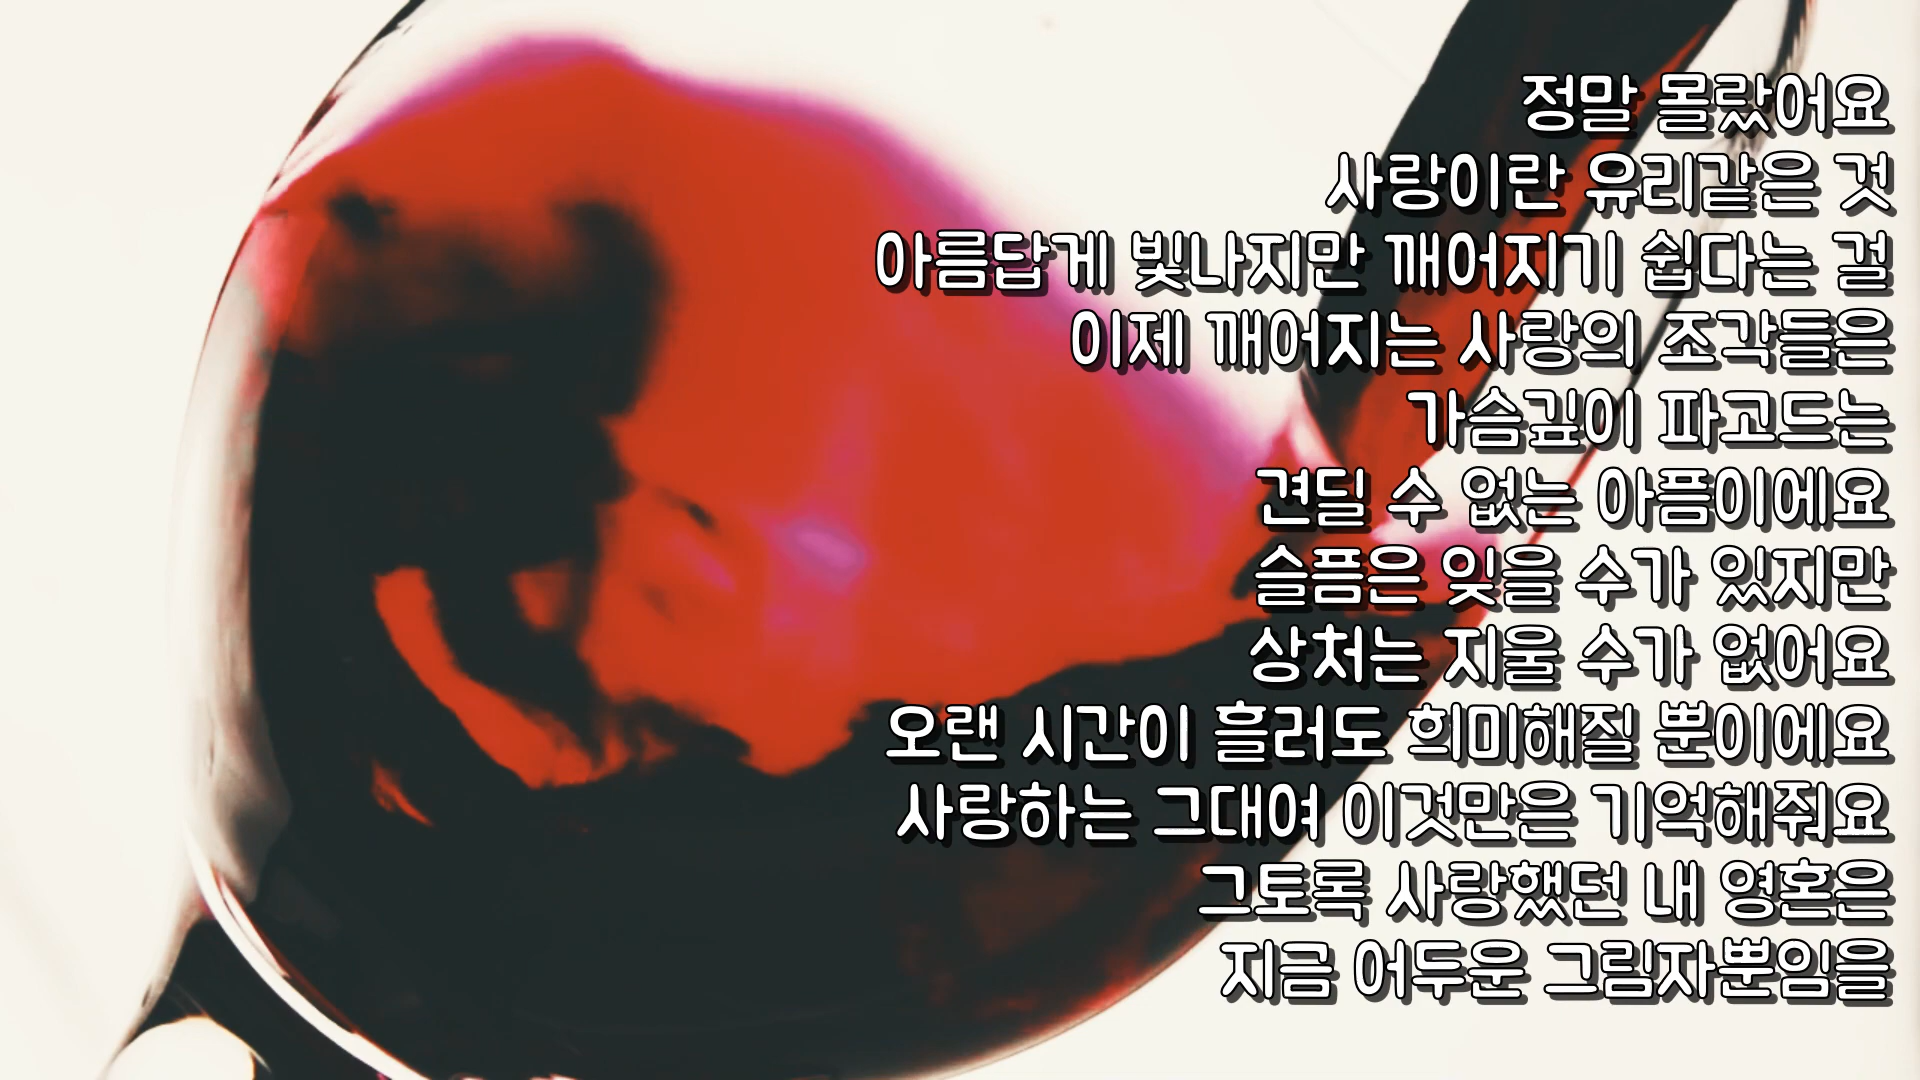 정말 몰랐어요
사랑이란 유리같은 것
아름답게 빛나지만 깨어지기 쉽다는 걸
이제 깨어지는 사랑의 조각들은
가슴깊이 파고드는
견딜 수 없는 아픔이에요
슬픔은 잊을 수가 있지만
상처는 지울 수가 없어요
오랜 시간이 흘러도 희미해질 뿐이에요
사랑하는 그대여 이것만은 기억해줘요
그토록 사랑했던 내 영혼은
지금 어두운 그림자뿐임을